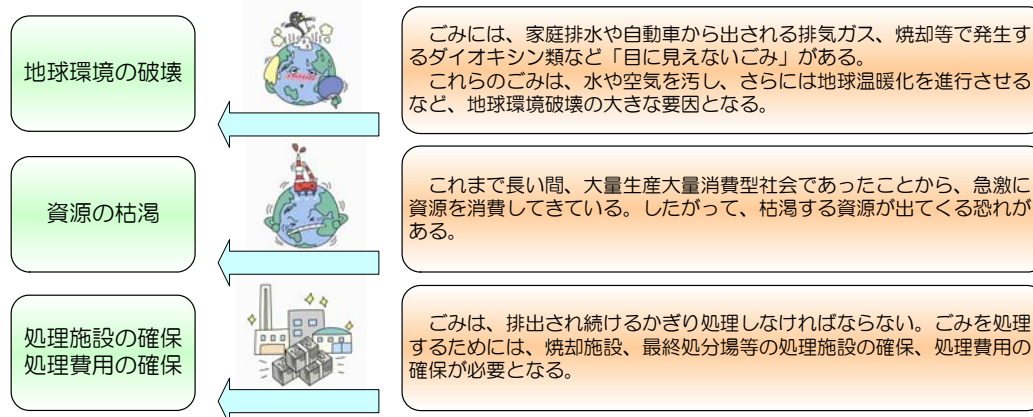 地球環境の破壊
ごみには、家庭排水や自動車から出される排気ガス、焼却等で発生す
るダイオキシン類など「目に見えないごみ」がある。
これらのごみは、水や空気を汚し、さらには地球温暖化を進行させる
など、地球環境破壊の大きな要因となる。
資源の枯渇
これまで長い間、大量生産大量消費型社会であったことから、急激に
資源を消費してきている。したがって、枯渇する資源が出てくる恐れが
ある。
処理施設の確保
処理費用の確保
ごみは、排出され続けるかぎり処理しなければならない。ごみを処理
するためには、焼却施設、最終処分場等の処理施設の確保、処理費用の
確保が必要となる。